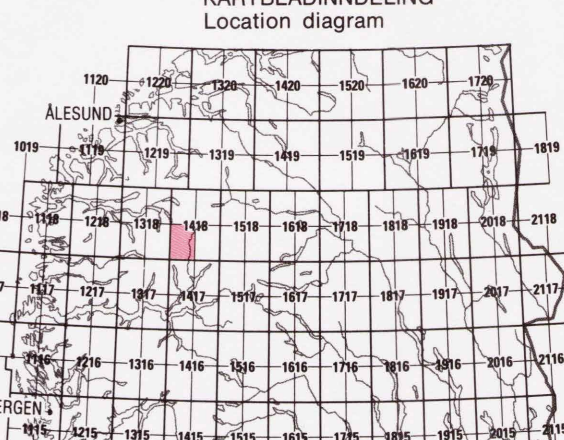 KARTBLADINNDELING
Location diagram
1120 1220 1320 1420 1520 1620 1720
ÅLESUND
1019 1119 1219 1319 1419 1519 1619 1719 1819
18 1118 1218 1318 1418 1518 1618 1718 1818 1918 2018 2118
17 1117 1217 1317 1417 1517 1617 1717 1817 1917 2017 2117
1116 1216 1316 1416 1516 1616 1716 1816 1916 2016 2116
ERGEN
1115 1215 1315 1415 1515 1615 1715 1815 1915 2015 2115